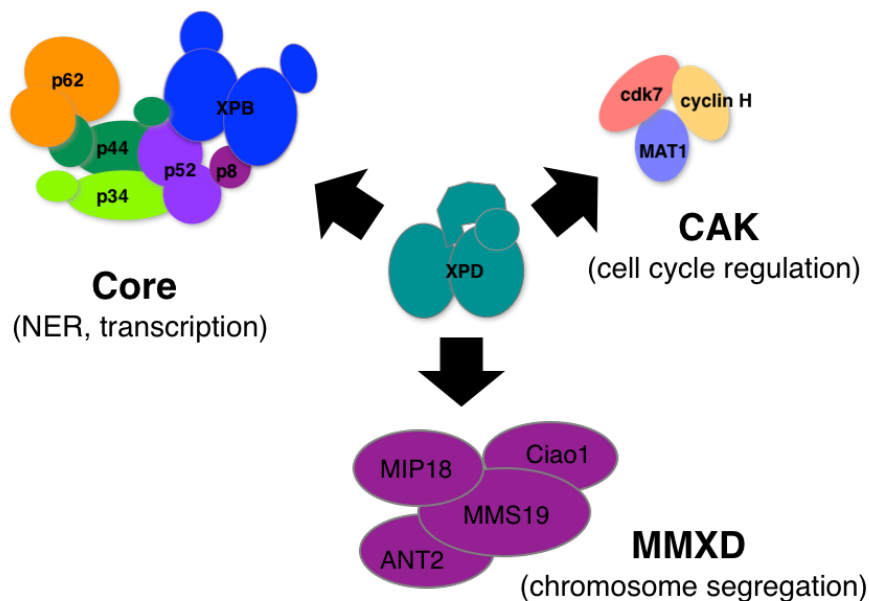 p62
XPB
p44
p52
p8
p34
Core
(NER, transcription)
cdk7
cyclin H
MAT1
CAK
(cell cycle regulation)
XPD
MIP18
Ciao1
MMS19
ANT2
MMXD
(chromosome segregation)